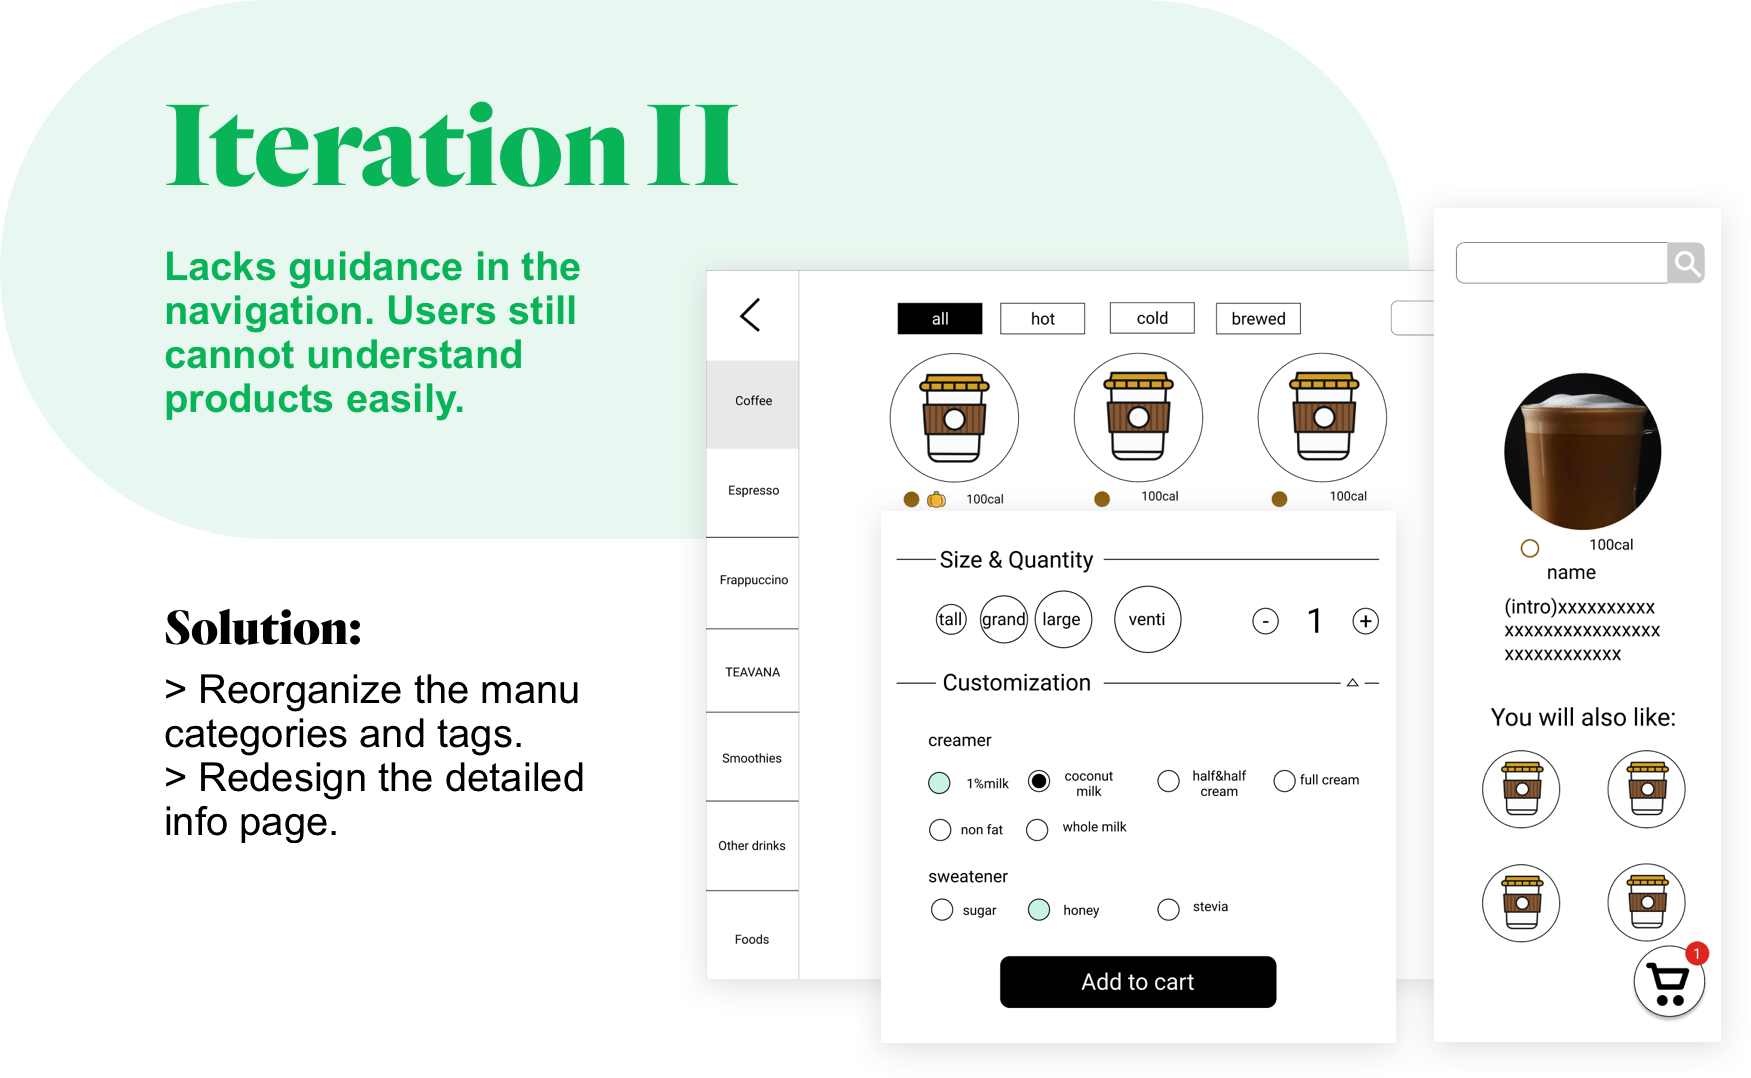 Iteration II
Lacks guidance in the
navigation. Users still
cannot understand
products easily.
Solution:
> Reorganize the manu
categories and tags.
> Redesign the detailed
info page.
Coffee
Espresso
Frappuccino
TEAVANA
Smoothies
Other drinks
Foods
all hot cold brewed
100cal 100cal 100cal
Size & Quantity
tall grand large venti - 1 +
Customization
creamer
1%milk coconut milk half&half cream full cream
non fat whole milk
sweatener
sugar honey stevia
Add to cart
100cal
name
(intro)xxxxxxxxxx
xxxxxxxxxxxxxxxx
xxxxxxxxxxxx
You will also like:
1